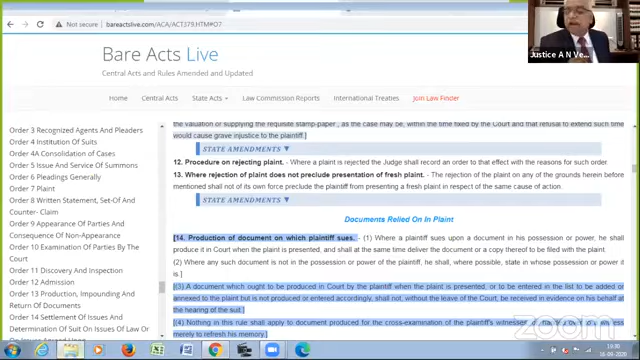 Not secure
bareactslive.com/ACA/ACT379.HTM#O7
Justice A N Ve...
Bare Acts Live
Central Acts and Rules Amended and Updated
Home
Central Acts
State Acts
Law Commission Reports
International Treaties
Join Law Finder
Order 3 Recognized Agents And Pleaders
Order 4 Institution Of Suits
Order 4A Consolidation of Cases
Order 5 Issue And Service Of Summons
Order 6 Pleadings Generally
Order 7 Plaint
Order 8 Written Statement, Set-Of And
Counter- Claim
Order 9 Appearance Of Parties And
Consequence Of Non-Appearance
Order 10 Examination Of Parties By The
Court
Order 11 Discovery And Inspection
Order 12 Admission
Order 13 Production, Impounding And
Return Of Documents
Order 14 Settlement Of Issues And
Determination Of Suit On Issues Of Law Or
the valuation of supplying the requisite stamp-paper, as the case may be, within the time fixed by the Court and that refusal to extend such time
would cause grave injustice to the plaintiff.]
STATE AMENDMENTS
12. Procedure on rejecting plaint. - Where a plaint is rejected the Judge shall record an order to that effect with the reasons for such order.
13. Where rejection of plaint does not preclude presentation of fresh plaint. - The rejection of the plaint on any of the grounds herein before
mentioned shall not of its own force preclude the plaintiff from presenting a fresh plaint in respect of the same cause of action.
STATE AMENDMENTS
Documents Relied On In Plaint
[14. Production of document on which plaintiff sues. - (1) Where a plaintiff sues upon a document in his possession or power, he shall
produce it in Court when the plaint is presented, and shall at the same time deliver the document or a copy thereof to be filed with the plaint.
(2) Where any such document is not in the possession or power of the plaintiff, he shall, where possible, state in whose possession or power it
is.]
[(3) A document which ought to be produced in Court by the plaintiff when the plaint is presented, or to be entered in the list to be added or
annexed to the plaint but is not produced or entered accordingly, shall not, without the leave of the Court, be received in evidence on his behalf at
the hearing of the suit.]
[(4) Nothing in this rule shall apply to document produced for the cross-examination of the plaintiff's witnesses, or
merely to refresh his memory.]
LIVE
19:30
16-09-2020